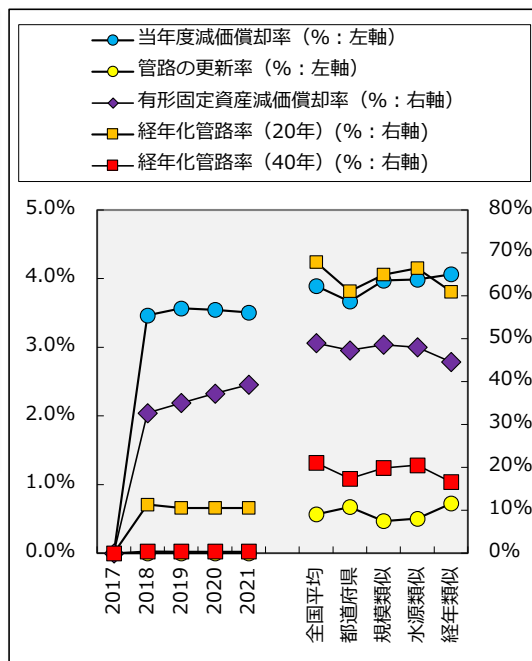 当年度減価償却率（%：左軸）
管路の更新率（%：左軸）
有形固定資産減価償却率（%：右軸）
経年化管路率（20年）(%：右軸)
経年化管路率（40年）(%：右軸)
5.0%
4.0%
3.0%
2.0%
1.0%
0.0%
80%
70%
60%
50%
40%
30%
20%
10%
0%
2017
2018
2019
2020
2021
全国平均
都道府県
規模類似
水源類似
経年類似